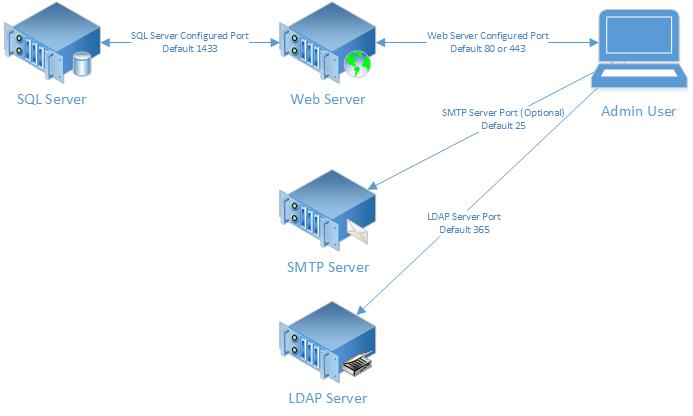 SQL Server Configured Port
Default 1433
Web Server Configured Port
Default 80 or 443
SQL Server
Web Server
Admin User
SMTP Server Port (Optional)
Default 25
LDAP Server Port
Default 365
SMTP Server
LDAP Server